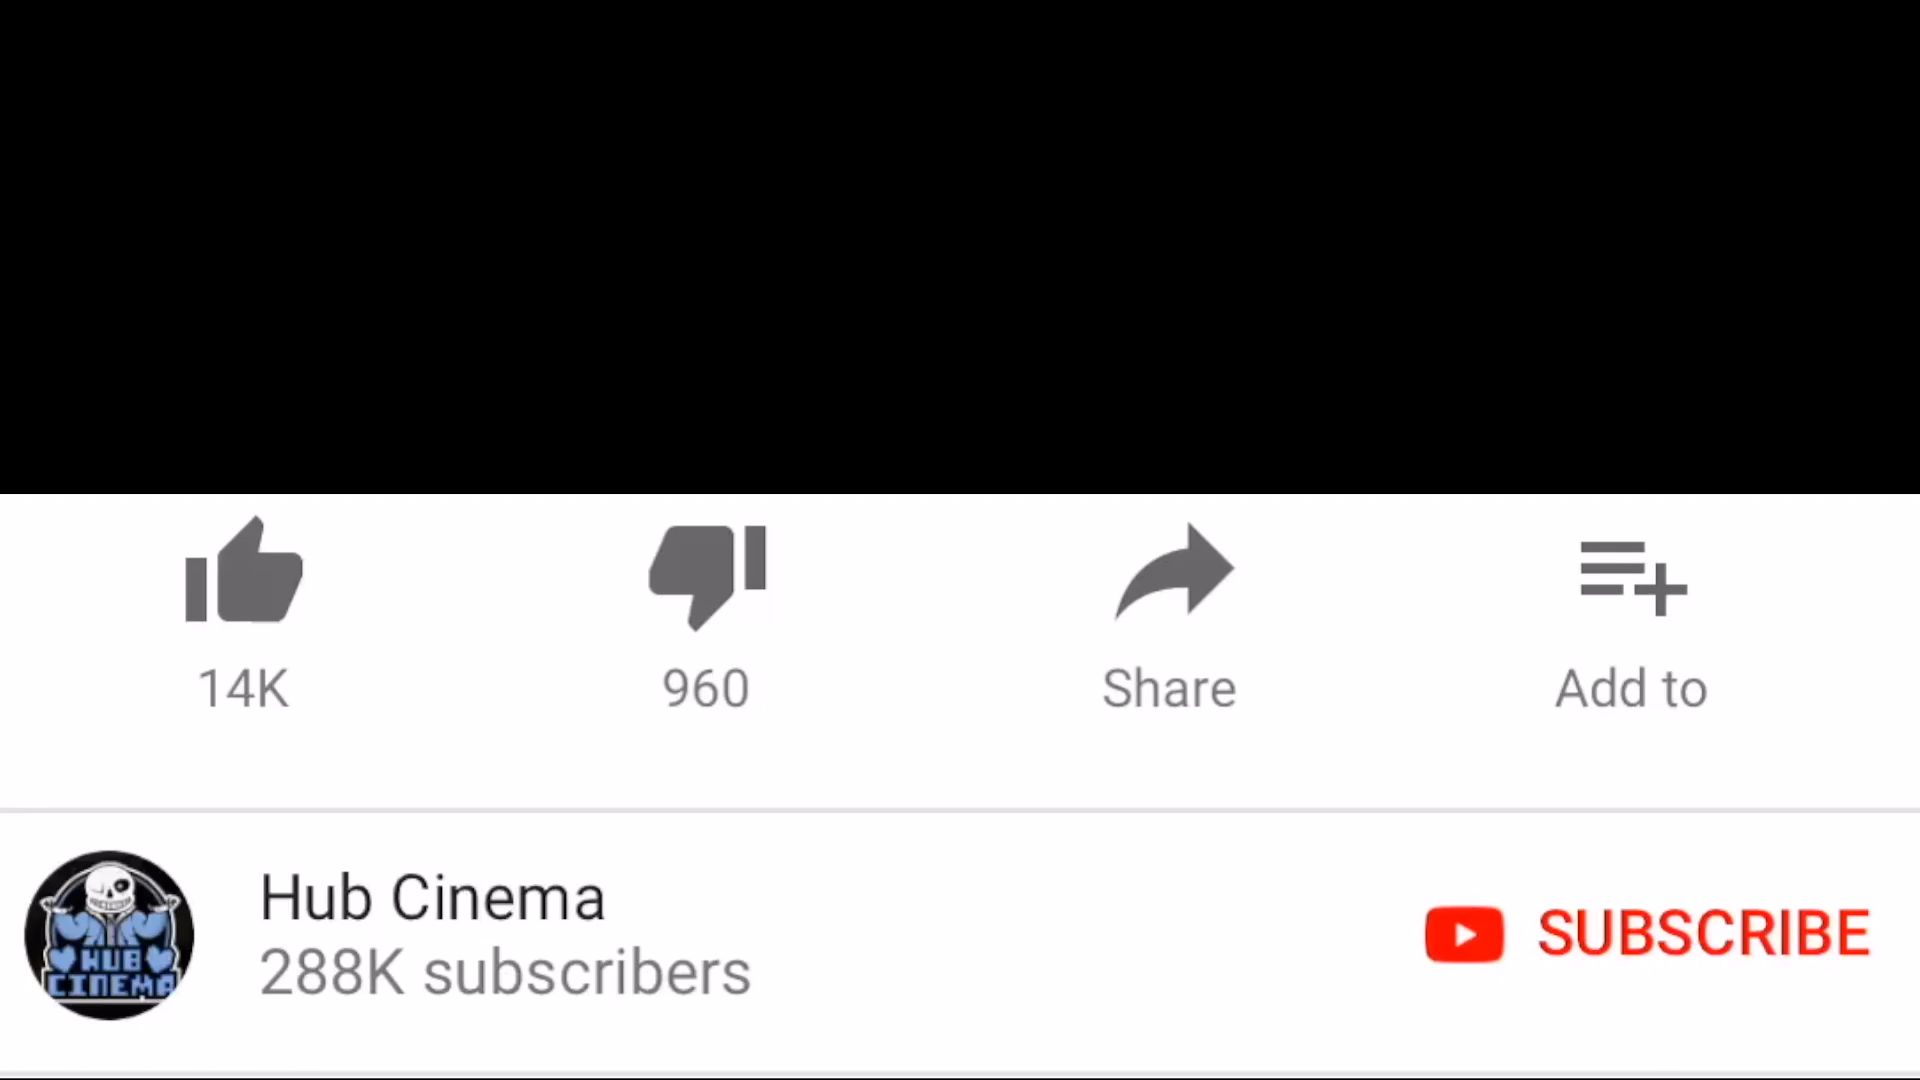 14K
960
Share
Add to
HUB
CINEMA
Hub Cinema
288K subscribers
SUBSCRIBE